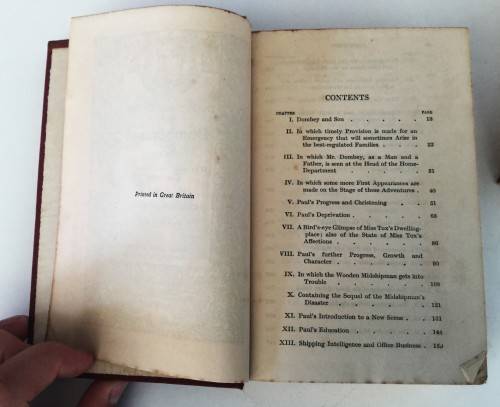 Printed in Great Britain
CONTENTS
CHAPTER PAGE
I. Dombey and Son . . . . . 13
II. In which timely Provision is made for an
Emergency that will sometimes Arise in
the best-regulated Families . . . . 22
III. In which Mr. Dombey, as a Man and a
Father, is seen at the Head of the Home-
Department . . . . . 31
IV. In which some more First Appearances are
made on the Stage of these Adventures . 40
V. Paul's Progress and Christening . . . 51
VI. Paul's Deprivation . . . . . 68
VII. A Bird's-eye Glimpse of Miss Tox's Dwelling-
place; also of the State of Miss Tox's
Affections . . . . . 86
VIII. Paul's further Progress, Growth and
Character . . . . .
IX. In which the Wooden Midshipman gets into
Trouble . . . . . 108
X. Containing the Sequel of the Midshipman's
Disaster . . . . . 121
XI. Paul's Introduction to a New Scene . . 131
XII. Paul's Education . . . . .
XIII. Shipping Intelligence and Office Business .